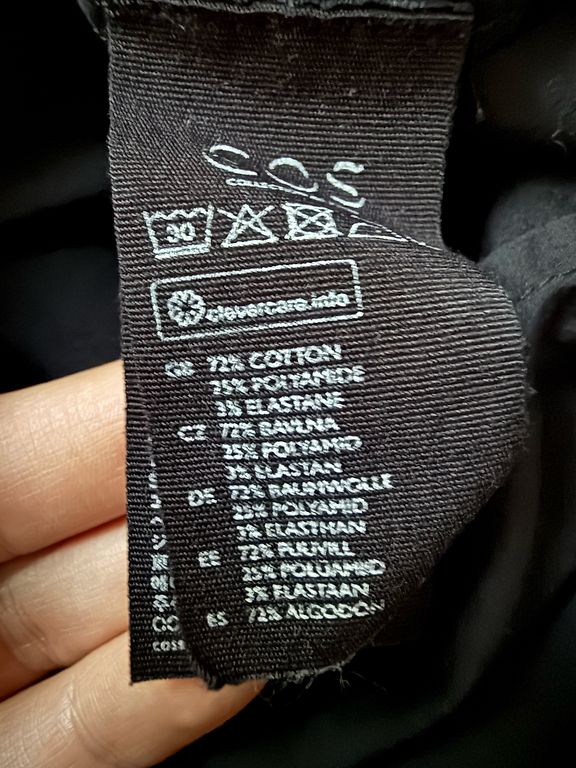 COS
30
clevercare.info
GB 72% COTTON
25% POLYAMIDE
3% ELASTANE
CZ 72% BAVLNA
25% POLYAMID
3% ELASTAN
DE 72% BAUMWOLLE
25% POLYAMID
3% ELASTHAN
EE 72% PUUVILL
25% POLÜAMIID
3% ELASTAAN
ES 72% ALGODÓN